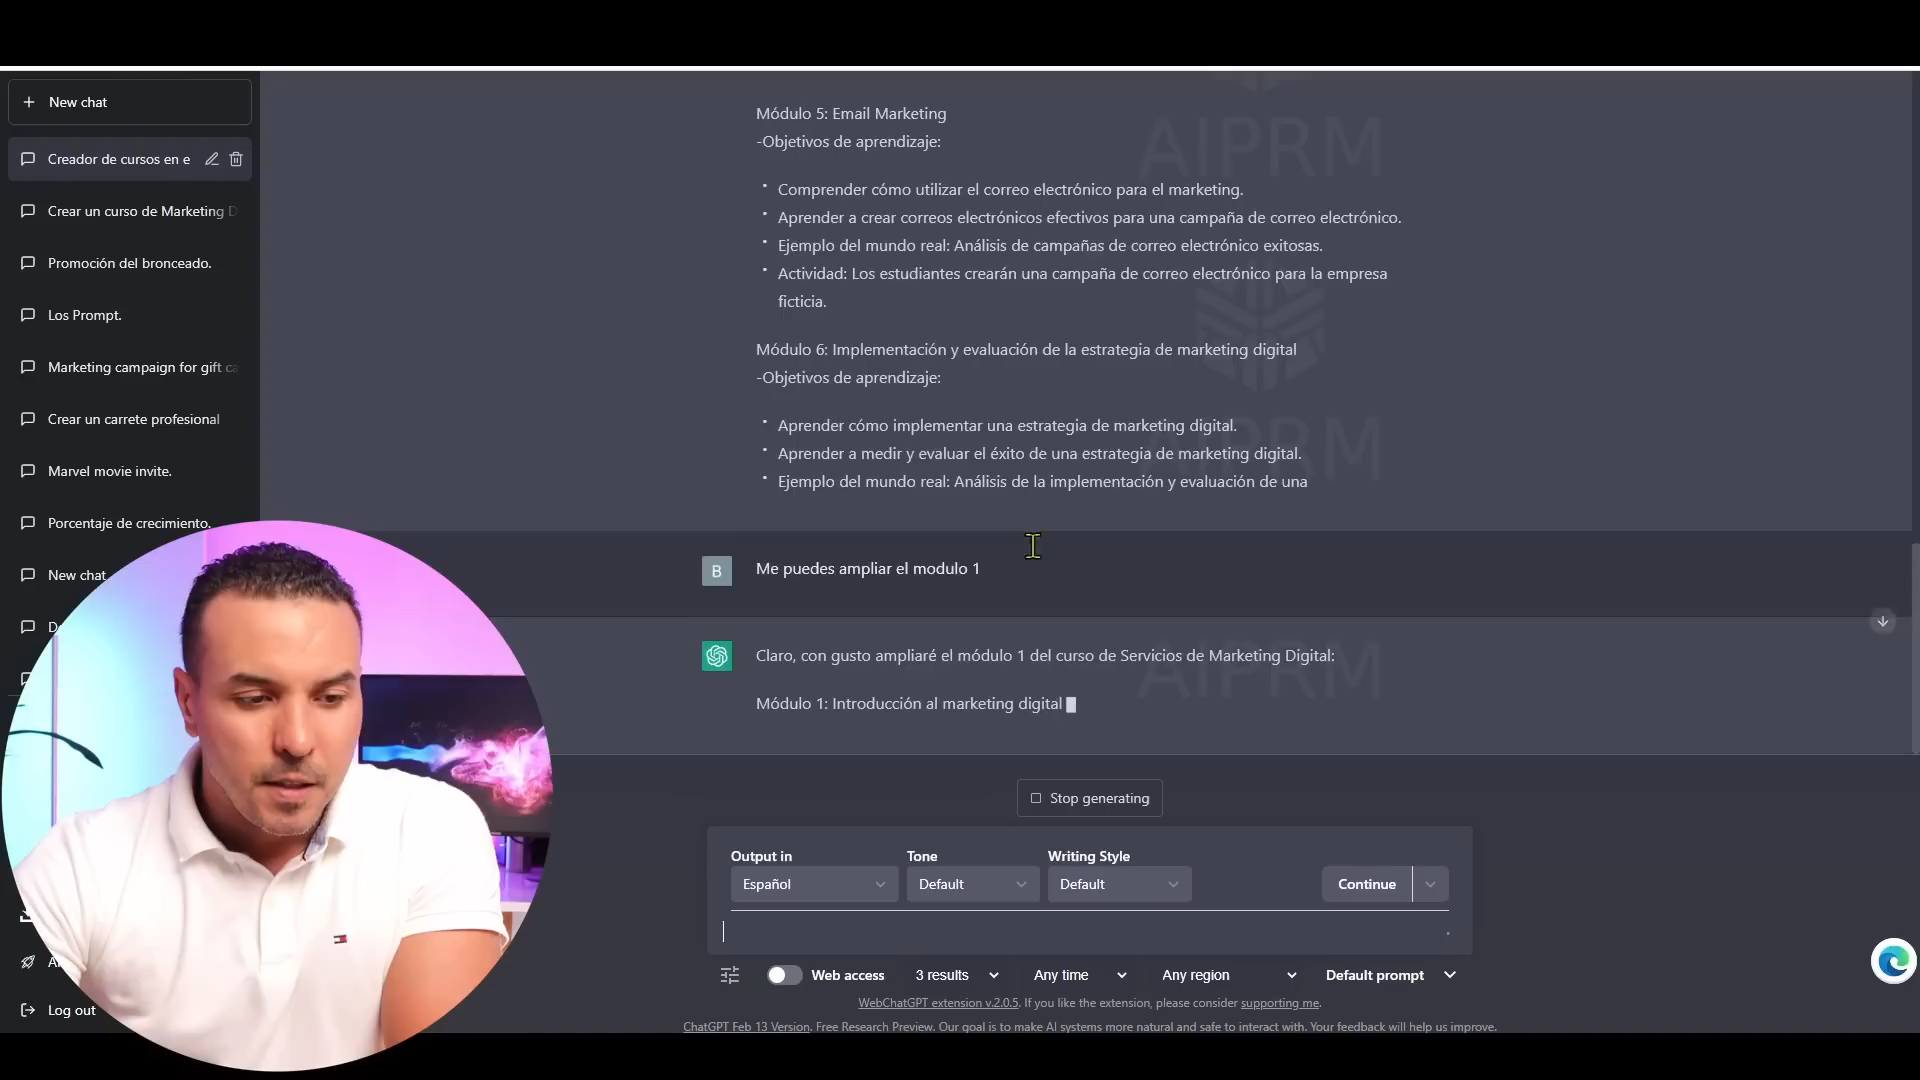 New chat
Creador de cursos en e
Crear un curso de Marketing D
Promoción del bronceado.
Los Prompt.
Marketing campaign for gift ca
Crear un carrete profesional
Marvel movie invite.
Porcentaje de crecimiento.
New chat
Log out
AIPRM
Módulo 5: Email Marketing
-Objetivos de aprendizaje:
• Comprender cómo utilizar el correo electrónico para el marketing.
• Aprender a crear correos electrónicos efectivos para una campaña de correo electrónico.
• Ejemplo del mundo real: Análisis de campañas de correo electrónico exitosas.
• Actividad: Los estudiantes crearán una campaña de correo electrónico para la empresa
ficticia.
Módulo 6: Implementación y evaluación de la estrategia de marketing digital
-Objetivos de aprendizaje:
• Aprender cómo implementar una estrategia de marketing digital.
• Aprender a medir y evaluar el éxito de una estrategia de marketing digital.
• Ejemplo del mundo real: Análisis de la implementación y evaluación de una
AIPRM
B
Me puedes ampliar el modulo 1
Claro, con gusto ampliaré el módulo 1 del curso de Servicios de Marketing Digital:
AIPRM
Módulo 1: Introducción al marketing digital
Stop generating
Output in Tone Writing Style
Español Default Default Continue
Web access 3 results Any time Any region Default prompt
WebChatGPT extension v.2.0.5. If you like the extension, please consider supporting me.
ChatGPT Feb 13 Version. Free Research Preview. Our goal is to make AI systems more natural and safe to interact with. Your feedback will help us improve.